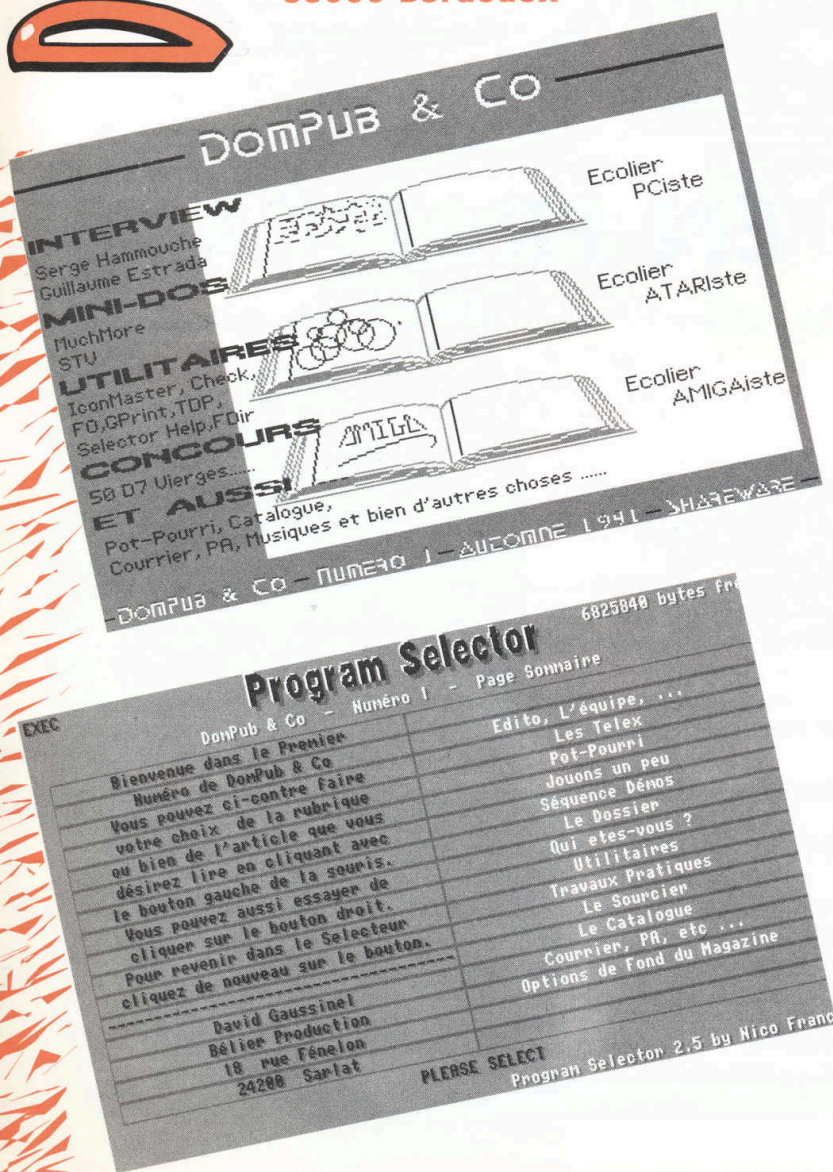 Bordeaux
DomPub & Co
INTERVIEW
Serge Hammouche
Guillaume Estrada
MINI-DOS
MuchMore
STV
UTILITAIRES
IconMaster, Check,
FO,GPrint,TDP,
Selector Help,FDir
CONCOURS
50 D7 Vierges.....
ET AUSSI ......
Pot-Pourri, Catalogue,
Courrier, PA, Musiques et bien d'autres choses ......
Ecolier
PCiste
Ecolier
ATARIste
AMIGA
Ecolier
AMIGAiste
DomPub & Co — Numero 1 — Automne 1941 — Shareware
EXEC
Program Selector
6825840 bytes fre
DomPub & Co - Numéro 1 - Page Sommaire
Bienvenue dans le Premier
Numéro de DomPub & Co
Vous pouvez ci-contre faire
votre choix de la rubrique
ou bien de l'article que vous
désirez lire en cliquant avec
le bouton gauche de la souris.
Vous pouvez aussi essayer de
cliquer sur le bouton droit.
Pour revenir dans le Selecteur
cliquez de nouveau sur le bouton.
--------------------------------
David Gaussinel
Bélier Production
18 rue Fénelon
24200 Sarlat
Edito, L'équipe, ...
Les Telex
Pot-Pourri
Jouons un peu
Séquence Démos
Le Dossier
Qui etes-vous ?
Utilitaires
Travaux Pratiques
Le Sourcier
Le Catalogue
Courrier, PA, etc ...
Options de Fond du Magazine
PLEASE SELECT
Program Selector 2.5 by Nico Franc